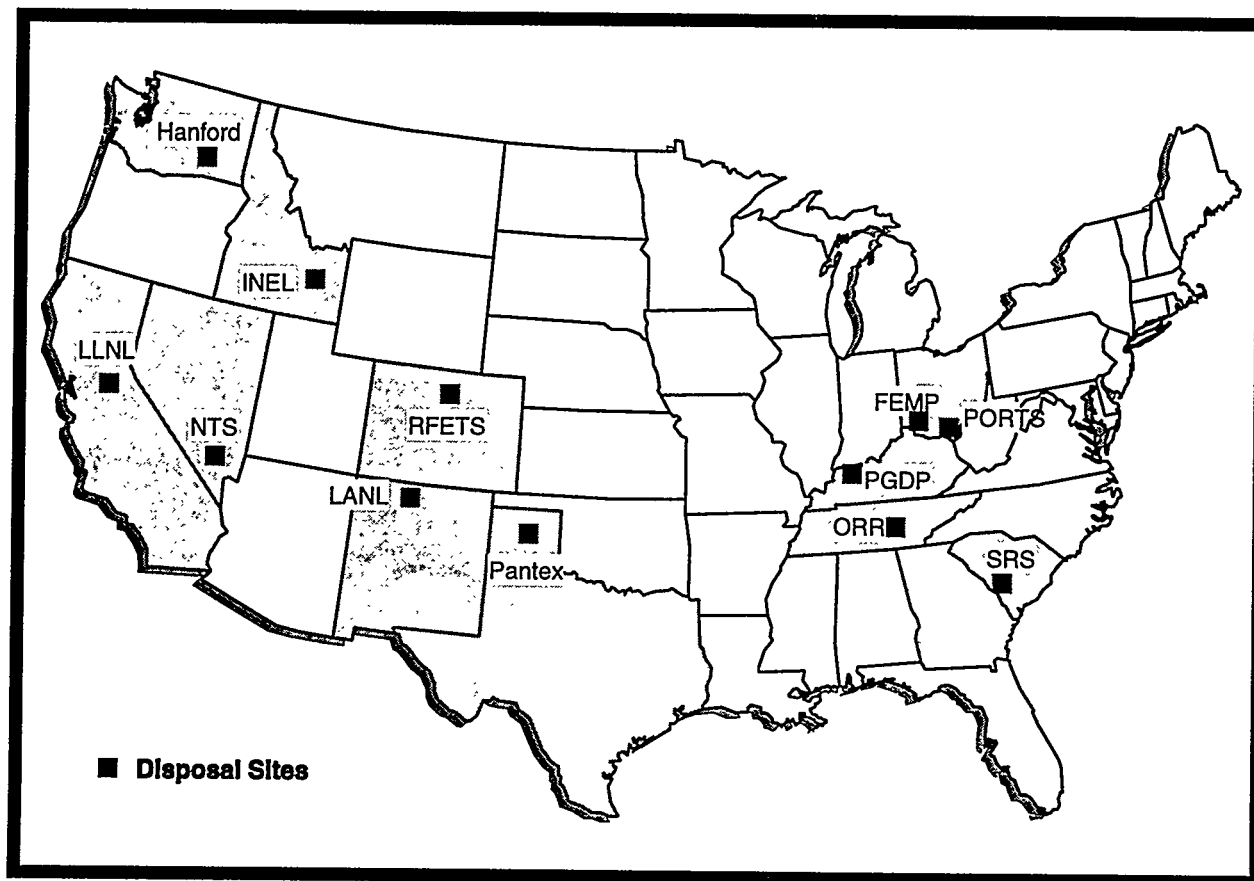 Hanford
INEL
LLNL
NTS
RFETS
LANL
Pantex
FEMP
PORTS
PGDP
ORR
SRS
Disposal Sites